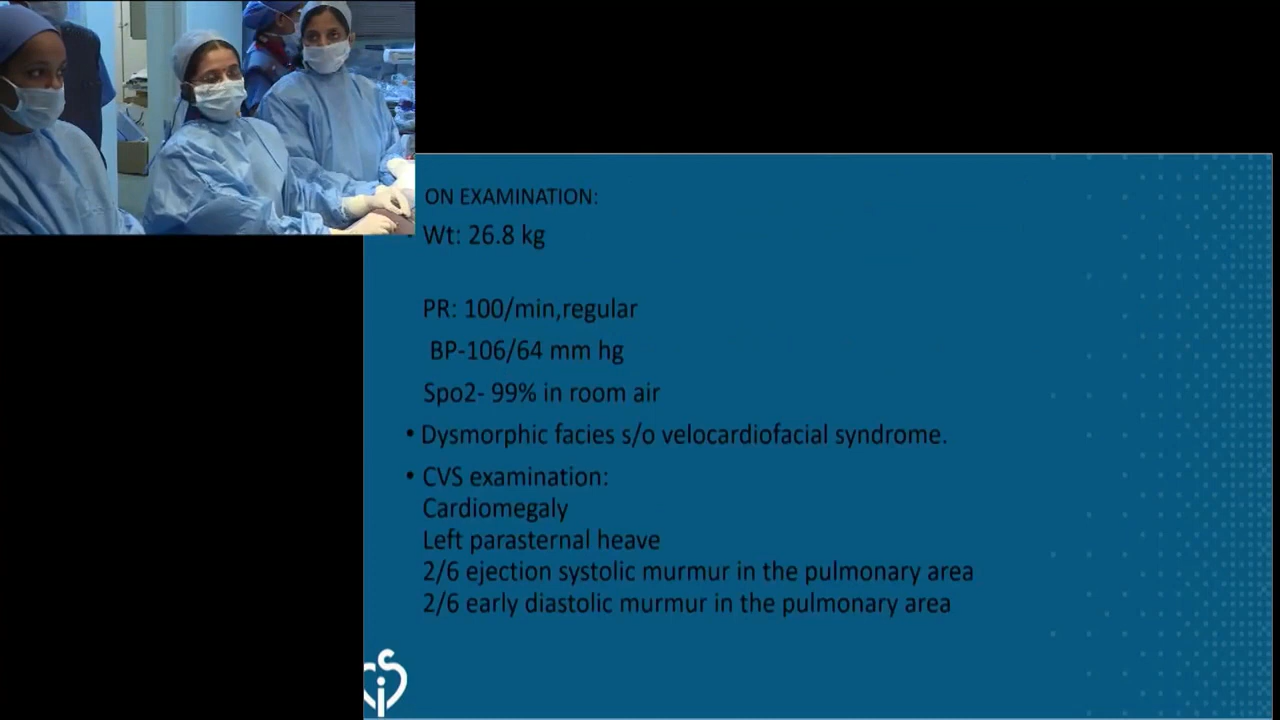 ON EXAMINATION:
• Wt: 26.8 kg
PR: 100/min,regular
BP-106/64 mm hg
Spo2- 99% in room air
• Dysmorphic facies s/o velocardiofacial syndrome.
• CVS examination:
Cardiomegaly
Left parasternal heave
2/6 ejection systolic murmur in the pulmonary area
2/6 early diastolic murmur in the pulmonary area